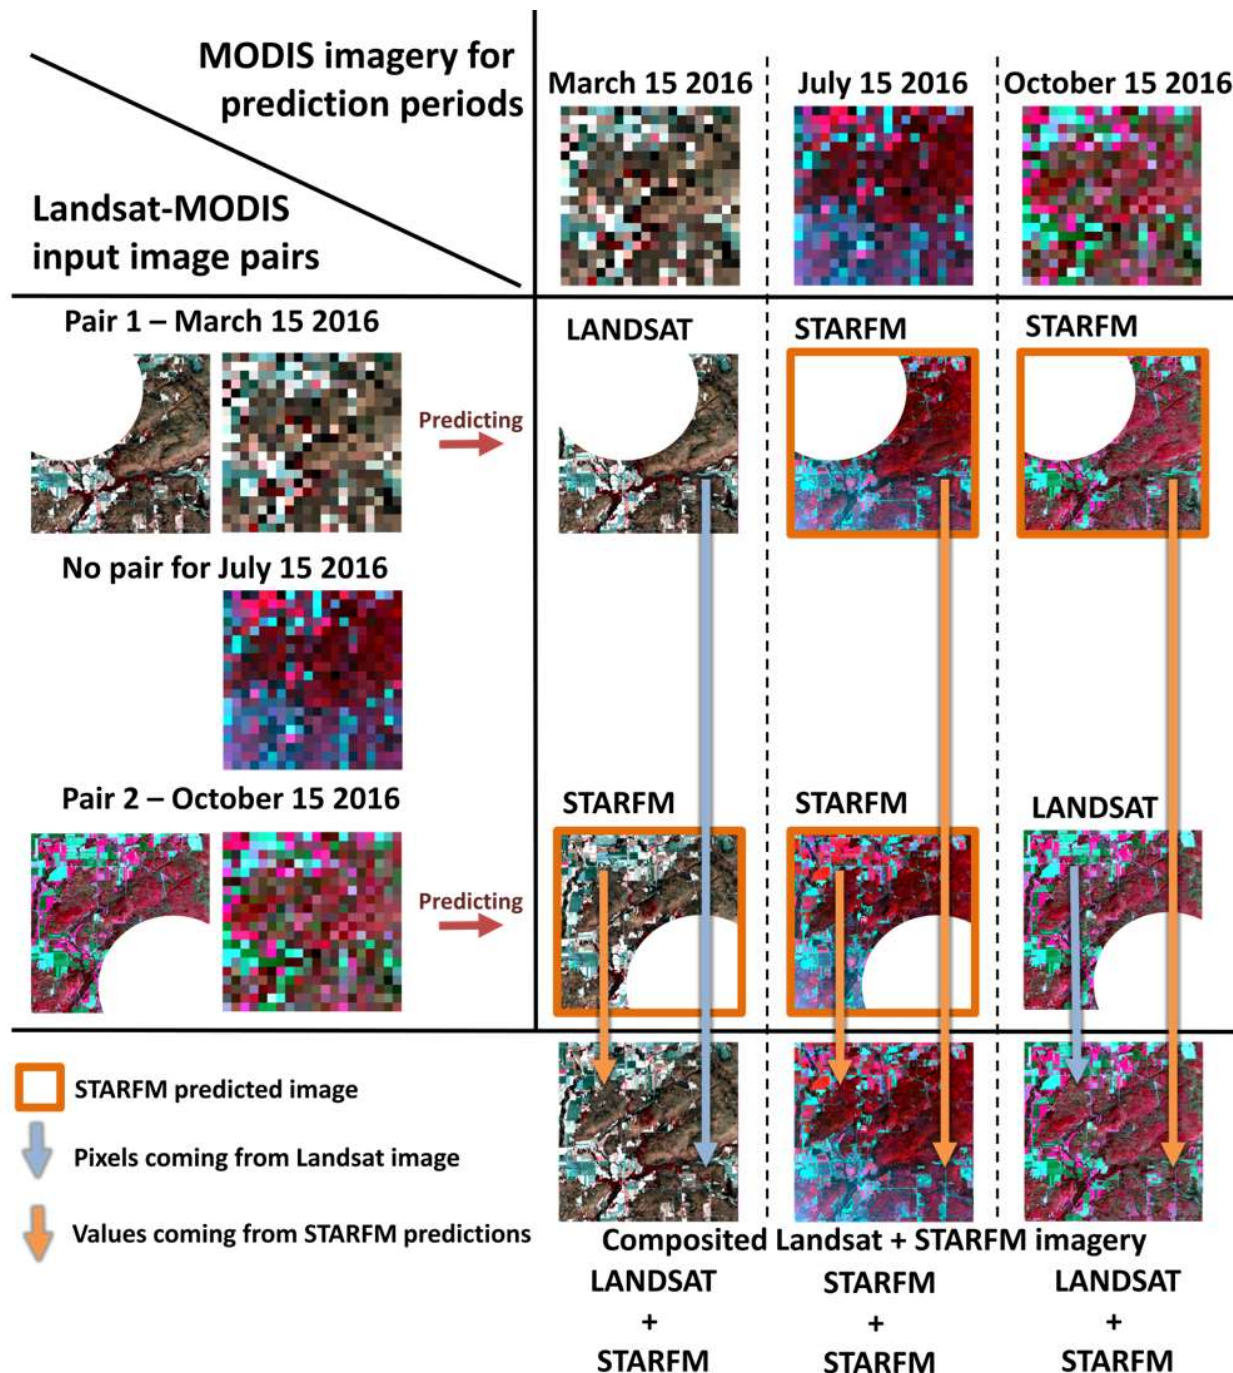 MODIS imagery for
prediction periods
Landsat-MODIS
input image pairs
March 15 2016
July 15 2016
October 15 2016
Pair 1 – March 15 2016
LANDSAT
STARFM
STARFM
Predicting
No pair for July 15 2016
Pair 2 – October 15 2016
STARFM
STARFM
LANDSAT
Predicting
STARFM predicted image
Pixels coming from Landsat image
Values coming from STARFM predictions
Composited Landsat + STARFM imagery
LANDSAT
+
STARFM
STARFM
+
STARFM
LANDSAT
+
STARFM